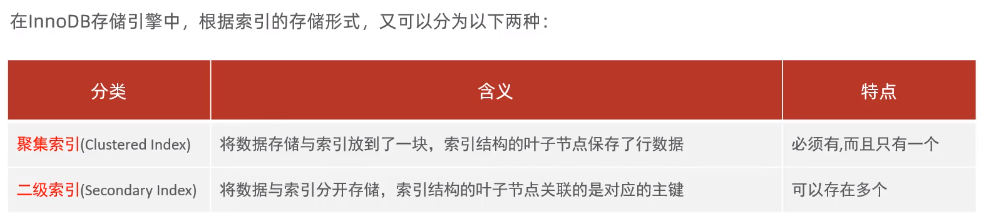 在InnoDB存储引擎中，根据索引的存储形式，又可以分为以下两种：
分类 含义 特点
聚集索引(Clustered Index) 将数据存储与索引放到了一块，索引结构的叶子节点保存了行数据 必须有,而且只有一个
二级索引(Secondary Index) 将数据与索引分开存储，索引结构的叶子节点关联的是对应的主键 可以存在多个